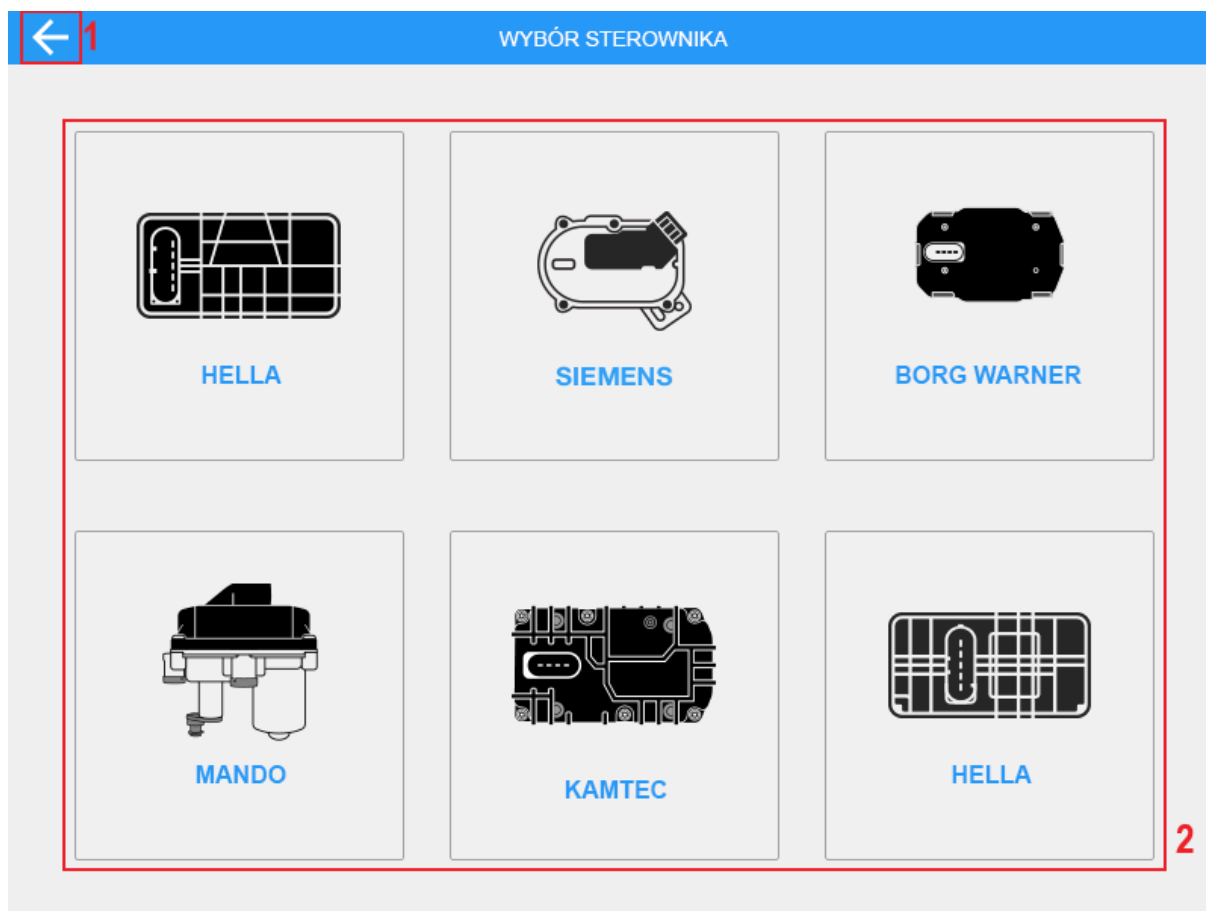 1
WYBÓR STEROWNIKA
HELLA
SIEMENS
BORG WARNER
MANDO
KAMTEC
HELLA
2